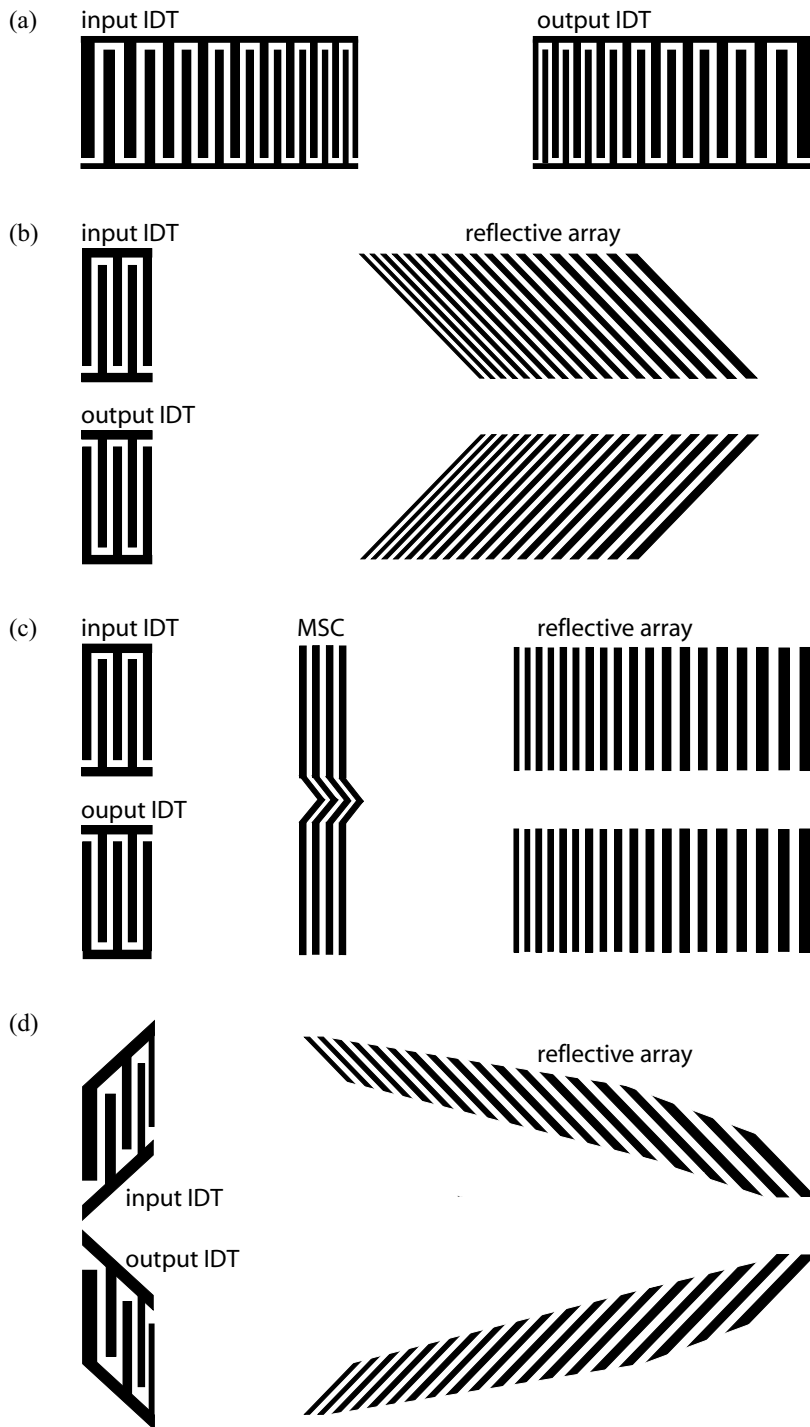 (a)
input IDT
output IDT
(b)
input IDT
reflective array
output IDT
(c)
input IDT
MSC
reflective array
ouput IDT
(d)
reflective array
input IDT
output IDT